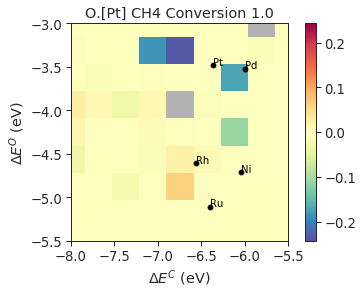 O.[Pt] CH4 Conversion 1.0
−3.0
−3.5
−4.0
−4.5
−5.0
−5.5
ΔE^O (eV)
Pt
Pd
Rh
Ni
Ru
−8.0 −7.5 −7.0 −6.5 −6.0 −5.5
ΔE^C (eV)
0.2
0.1
0.0
−0.1
−0.2